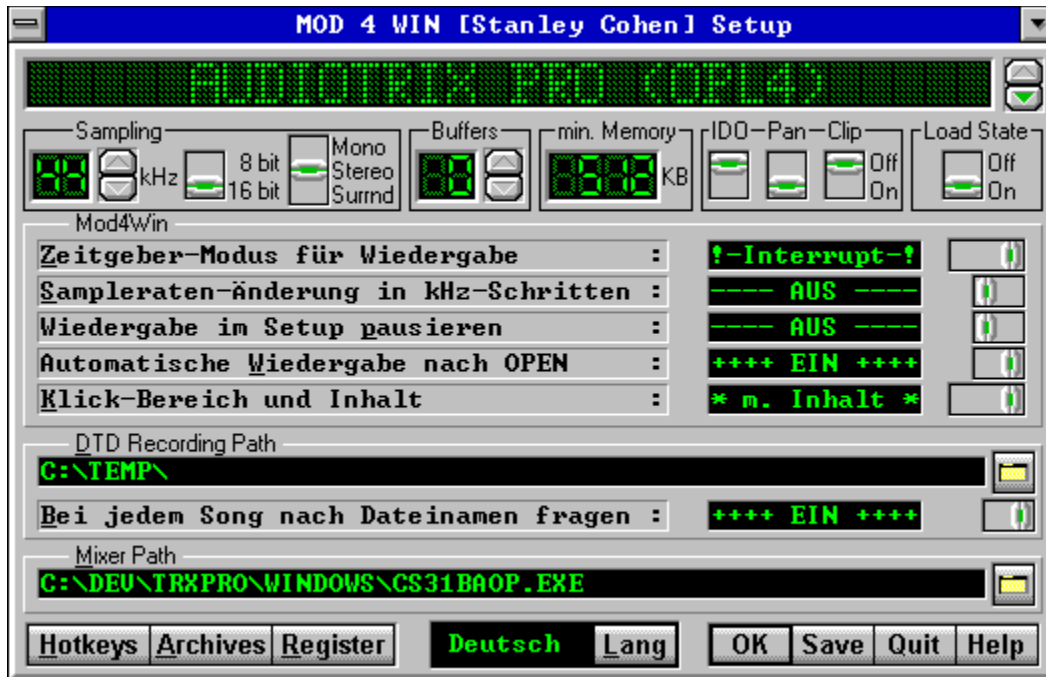 MOD 4 WIN [Stanley Cohen] Setup
AUDIOTRIX PRO (OPL4)
Sampling Buffers min. Memory IDO Pan Clip Load State
44 kHz 8 bit 16 bit Mono Stereo Surrnd 8 512 KB Off On Off On
Mod4Win
Zeitgeber-Modus für Wiedergabe : !-Interrupt-!
Sampleraten-Änderung in kHz-Schritten : ---- AUS ----
Wiedergabe im Setup pausieren : ---- AUS ----
Automatische Wiedergabe nach OPEN : ++++ EIN ++++
Klick-Bereich und Inhalt : * m. Inhalt *
DTD Recording Path
C:\TEMP\
Bei jedem Song nach Dateinamen fragen : ++++ EIN ++++
Mixer Path
C:\DEV\TRXPRO\WINDOWS\CS31BAOP.EXE
Hotkeys Archives Register Deutsch Lang OK Save Quit Help